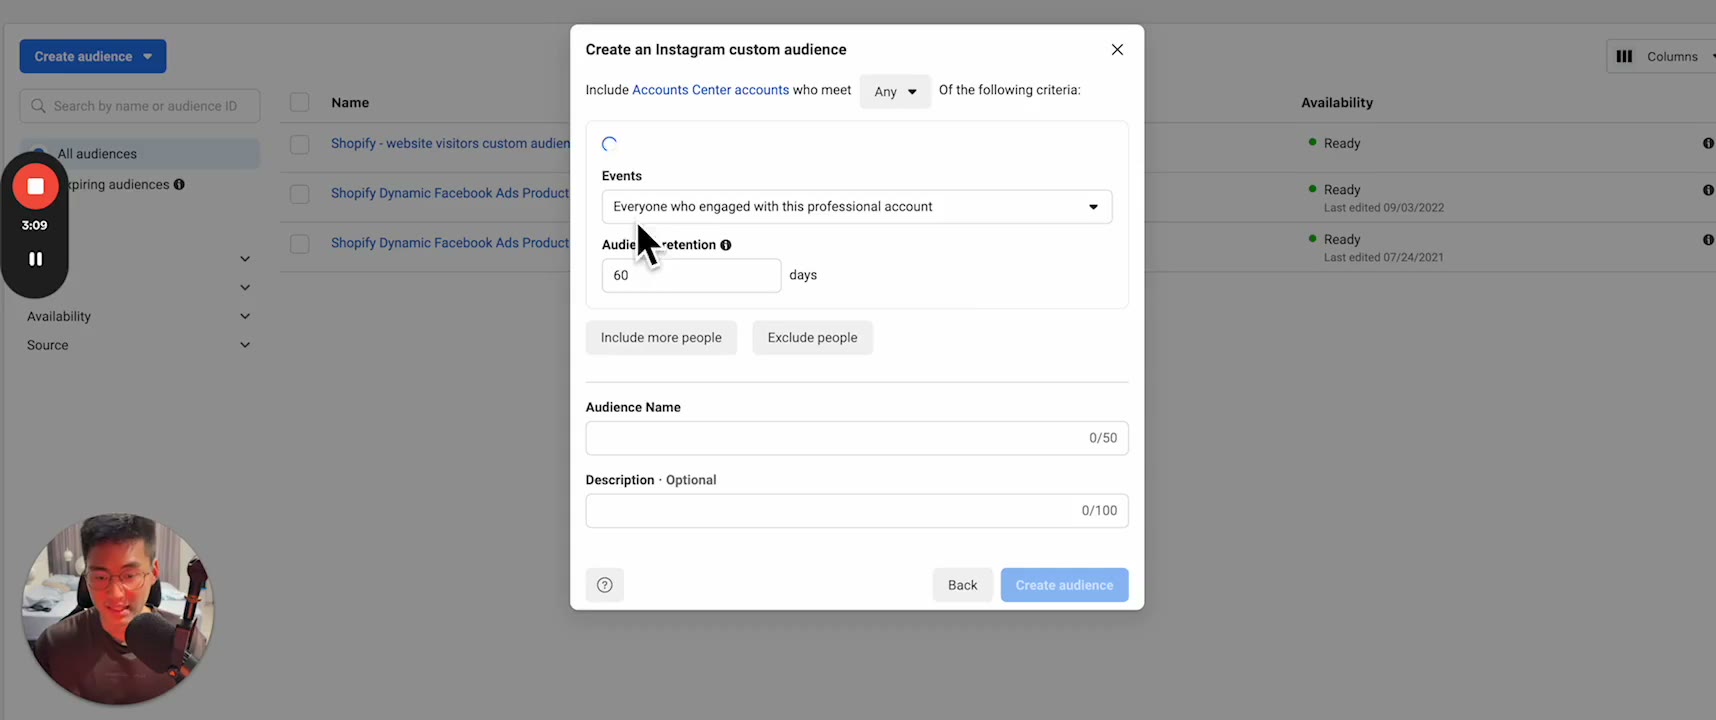 Create audience
Search by name or audience ID
All audiences
xpiring audiences
3:09
Availability
Source
Name
Shopify - website visitors custom audien
Shopify Dynamic Facebook Ads Product
Shopify Dynamic Facebook Ads Product
Create an Instagram custom audience
Include Accounts Center accounts who meet Any Of the following criteria:
Events
Everyone who engaged with this professional account
Audie retention
60 days
Include more people Exclude people
Audience Name
0/50
Description · Optional
0/100
Back Create audience
Columns
Availability
Ready
Ready
Last edited 09/03/2022
Ready
Last edited 07/24/2021